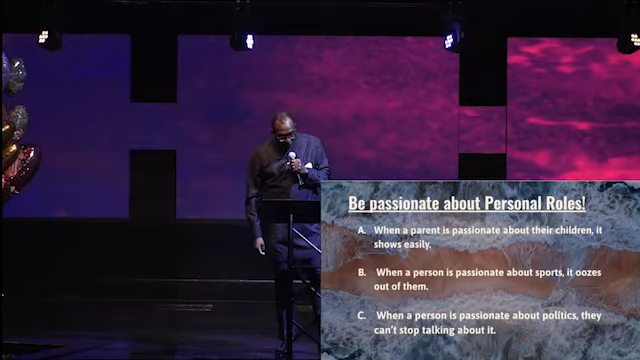 Be passionate about Personal Roles!
A. When a parent is passionate about their children, it
shows easily.
B. When a person is passionate about sports, it oozes
out of them.
C. When a person is passionate about politics, they
can't stop talking about it.